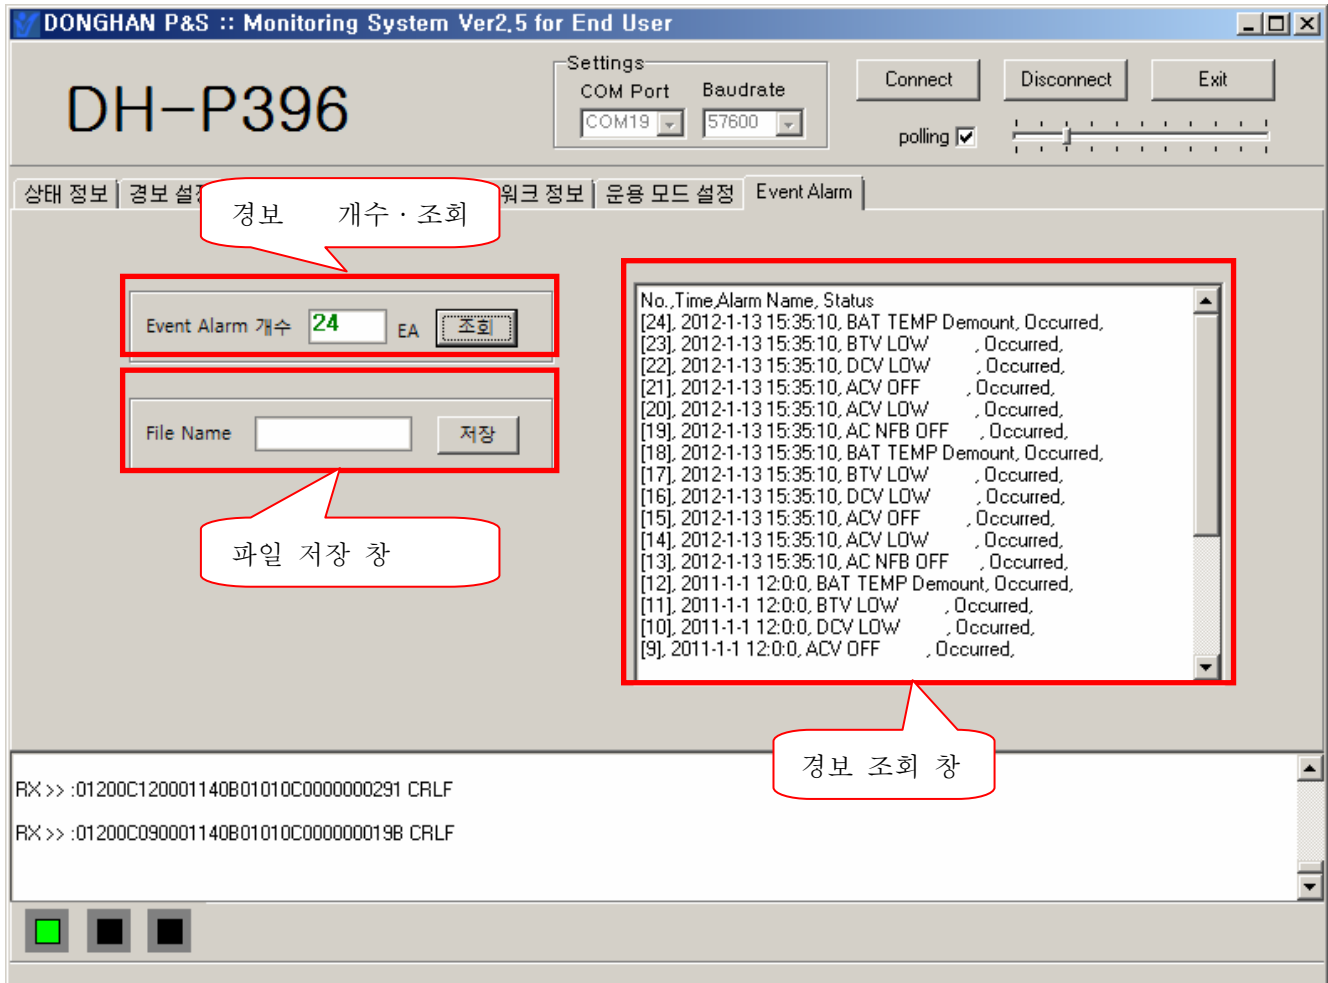 DONGHAN P&S :: Monitoring System Ver2.5 for End User
DH-P396
Settings
COM Port Baudrate
COM19 57600
Connect Disconnect Exit
polling
상태 정보 경보 설정 워크 정보 운용 모드 설정 Event Alarm
경보 개수 · 조회
Event Alarm 개수 24 EA 조회
File Name 저장
파일 저장 창
No.,Time,Alarm Name, Status
[24], 2012-1-13 15:35:10, BAT TEMP Demount, Occurred,
[23], 2012-1-13 15:35:10, BTV LOW , Occurred,
[22], 2012-1-13 15:35:10, DCV LOW , Occurred,
[21], 2012-1-13 15:35:10, ACV OFF , Occurred,
[20], 2012-1-13 15:35:10, ACV LOW , Occurred,
[19], 2012-1-13 15:35:10, AC NFB OFF , Occurred,
[18], 2012-1-13 15:35:10, BAT TEMP Demount, Occurred,
[17], 2012-1-13 15:35:10, BTV LOW , Occurred,
[16], 2012-1-13 15:35:10, DCV LOW , Occurred,
[15], 2012-1-13 15:35:10, ACV OFF , Occurred,
[14], 2012-1-13 15:35:10, ACV LOW , Occurred,
[13], 2012-1-13 15:35:10, AC NFB OFF , Occurred,
[12], 2011-1-1 12:0:0, BAT TEMP Demount, Occurred,
[11], 2011-1-1 12:0:0, BTV LOW , Occurred,
[10], 2011-1-1 12:0:0, DCV LOW , Occurred,
[9], 2011-1-1 12:0:0, ACV OFF , Occurred,
경보 조회 창
RX >> :01200C120001140B01010C0000000291 CRLF
RX >> :01200C090001140B01010C000000019B CRLF